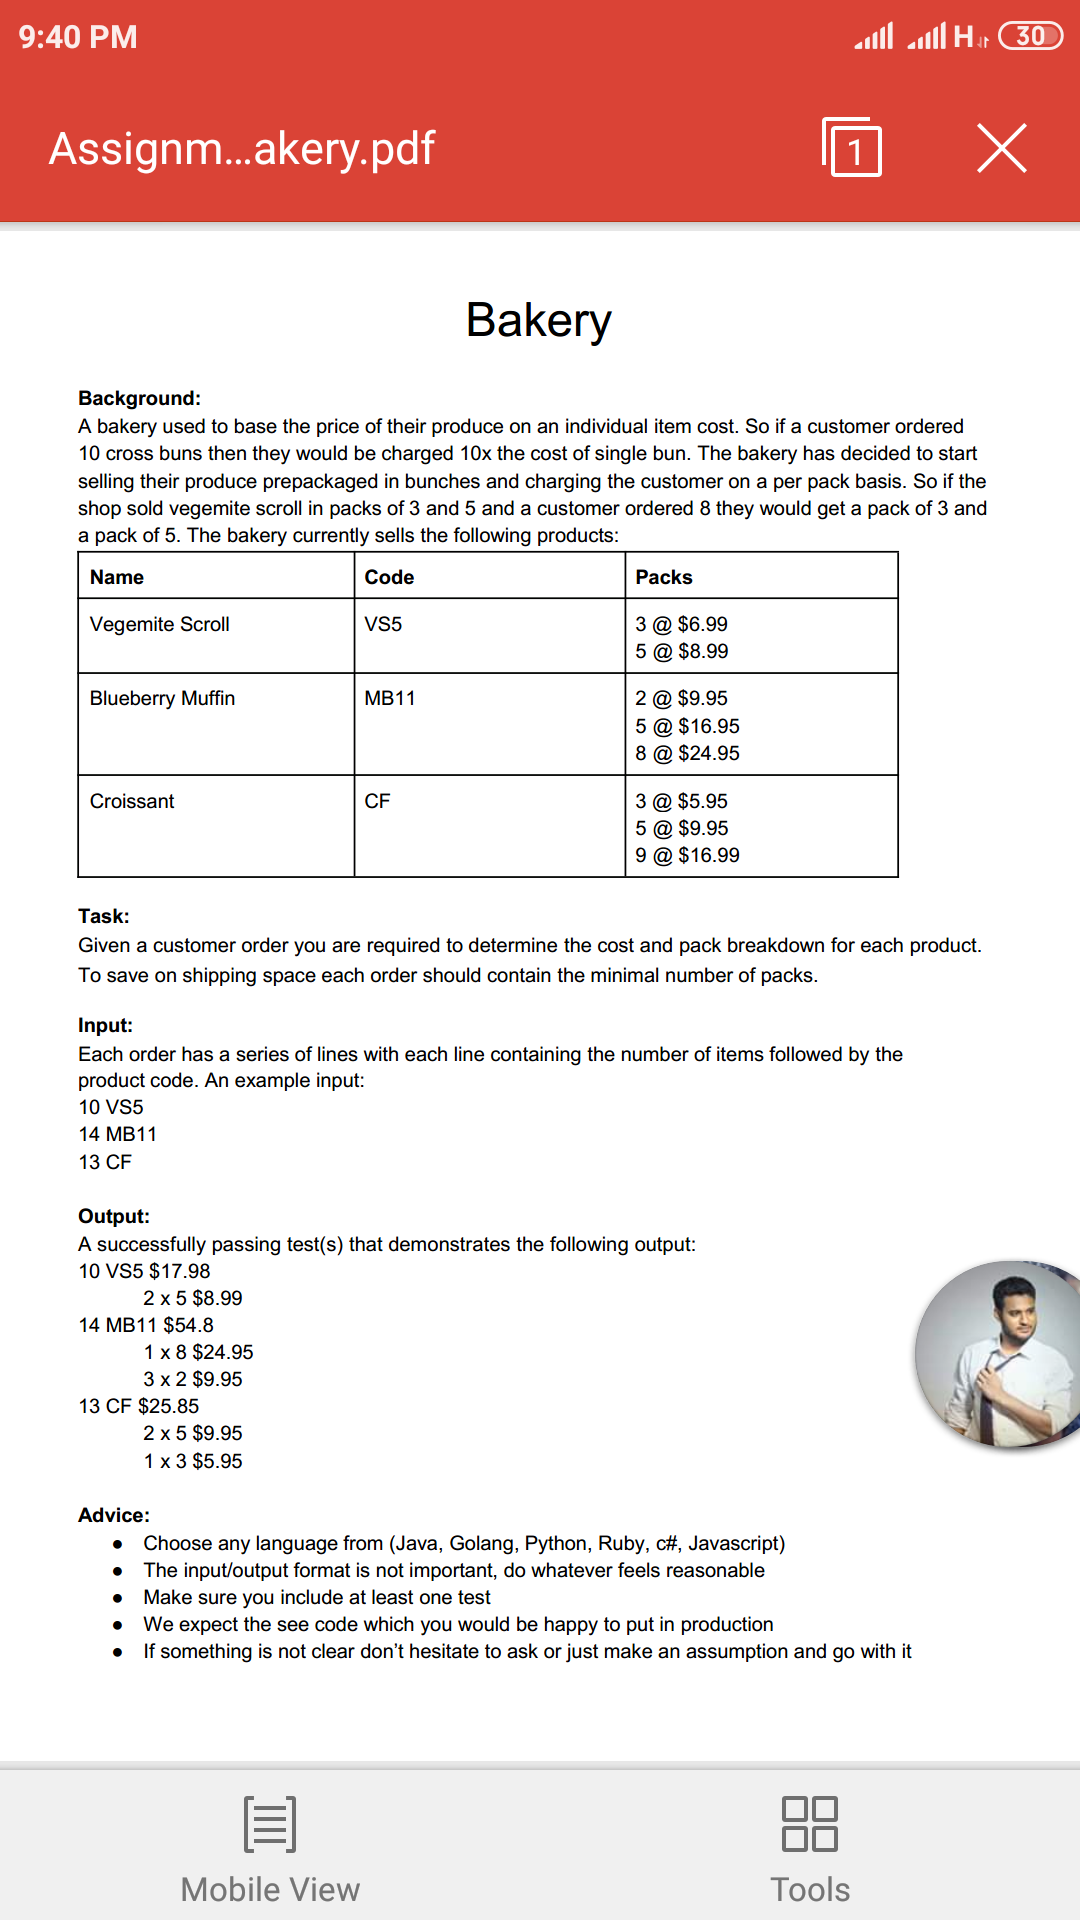 9:40 PM
H
30
Assignm...akery.pdf
1
Bakery
Background:
A bakery used to base the price of their produce on an individual item cost. So if a customer ordered
10 cross buns then they would be charged 10x the cost of single bun. The bakery has decided to start
selling their produce prepackaged in bunches and charging the customer on a per pack basis. So if the
shop sold vegemite scroll in packs of 3 and 5 and a customer ordered 8 they would get a pack of 3 and
a pack of 5. The bakery currently sells the following products:
Name Code Packs
Vegemite Scroll VS5 3 @ $6.99
5 @ $8.99
Blueberry Muffin MB11 2 @ $9.95
5 @ $16.95
8 @ $24.95
Croissant CF 3 @ $5.95
5 @ $9.95
9 @ $16.99
Task:
Given a customer order you are required to determine the cost and pack breakdown for each product.
To save on shipping space each order should contain the minimal number of packs.
Input:
Each order has a series of lines with each line containing the number of items followed by the
product code. An example input:
10 VS5
14 MB11
13 CF
Output:
A successfully passing test(s) that demonstrates the following output:
10 VS5 $17.98
2 x 5 $8.99
14 MB11 $54.8
1 x 8 $24.95
3 x 2 $9.95
13 CF $25.85
2 x 5 $9.95
1 x 3 $5.95
Advice:
● Choose any language from (Java, Golang, Python, Ruby, c#, Javascript)
● The input/output format is not important, do whatever feels reasonable
● Make sure you include at least one test
● We expect the see code which you would be happy to put in production
● If something is not clear don't hesitate to ask or just make an assumption and go with it
Mobile View
Tools